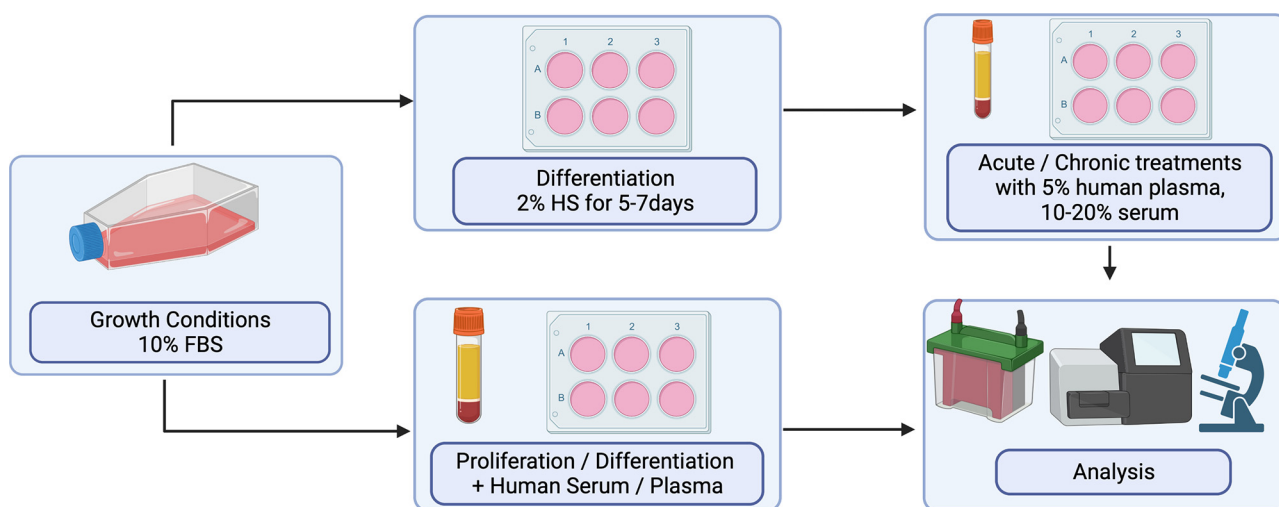 1 2 3
A
B
Differentiation
2% HS for 5-7days
1 2 3
A
B
Acute / Chronic treatments
with 5% human plasma,
10-20% serum
Growth Conditions
10% FBS
1 2 3
A
B
Proliferation / Differentiation
+ Human Serum / Plasma
Analysis